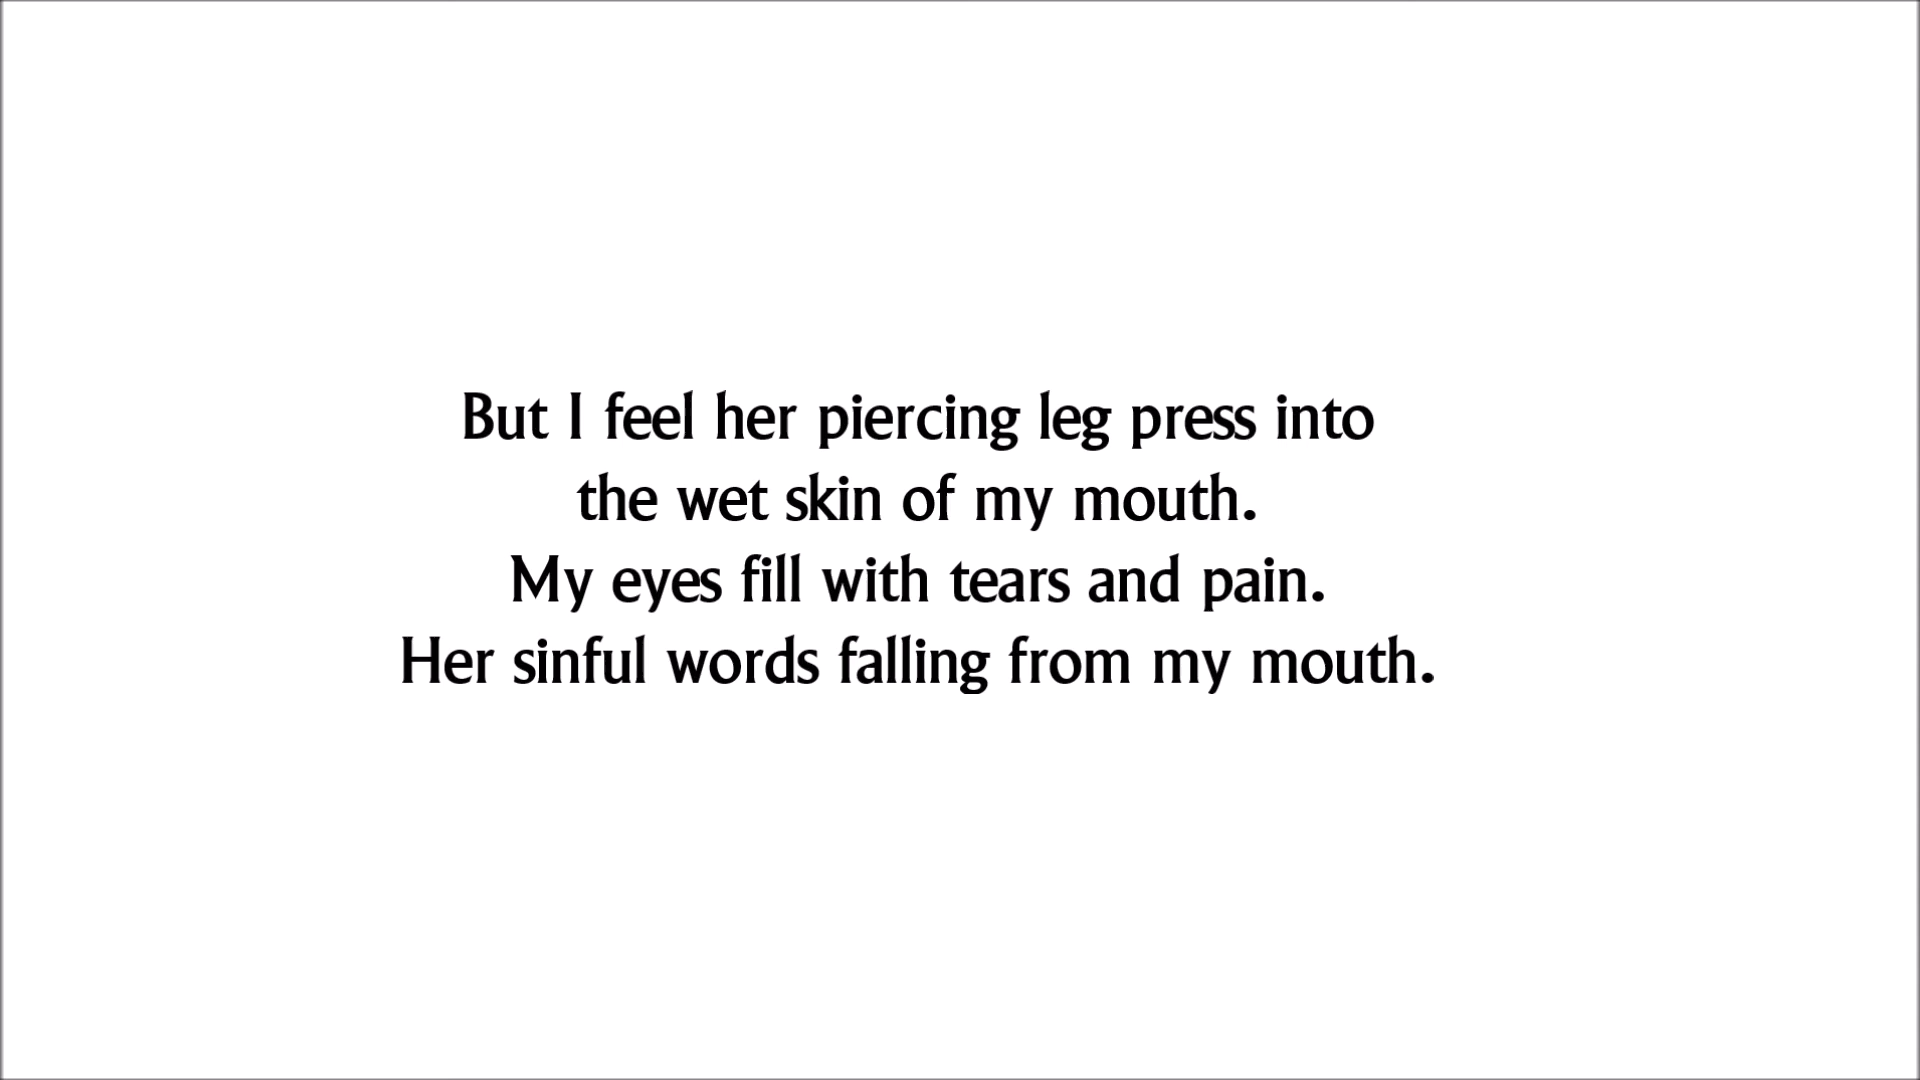 But I feel her piercing leg press into
the wet skin of my mouth.
My eyes fill with tears and pain.
Her sinful words falling from my mouth.